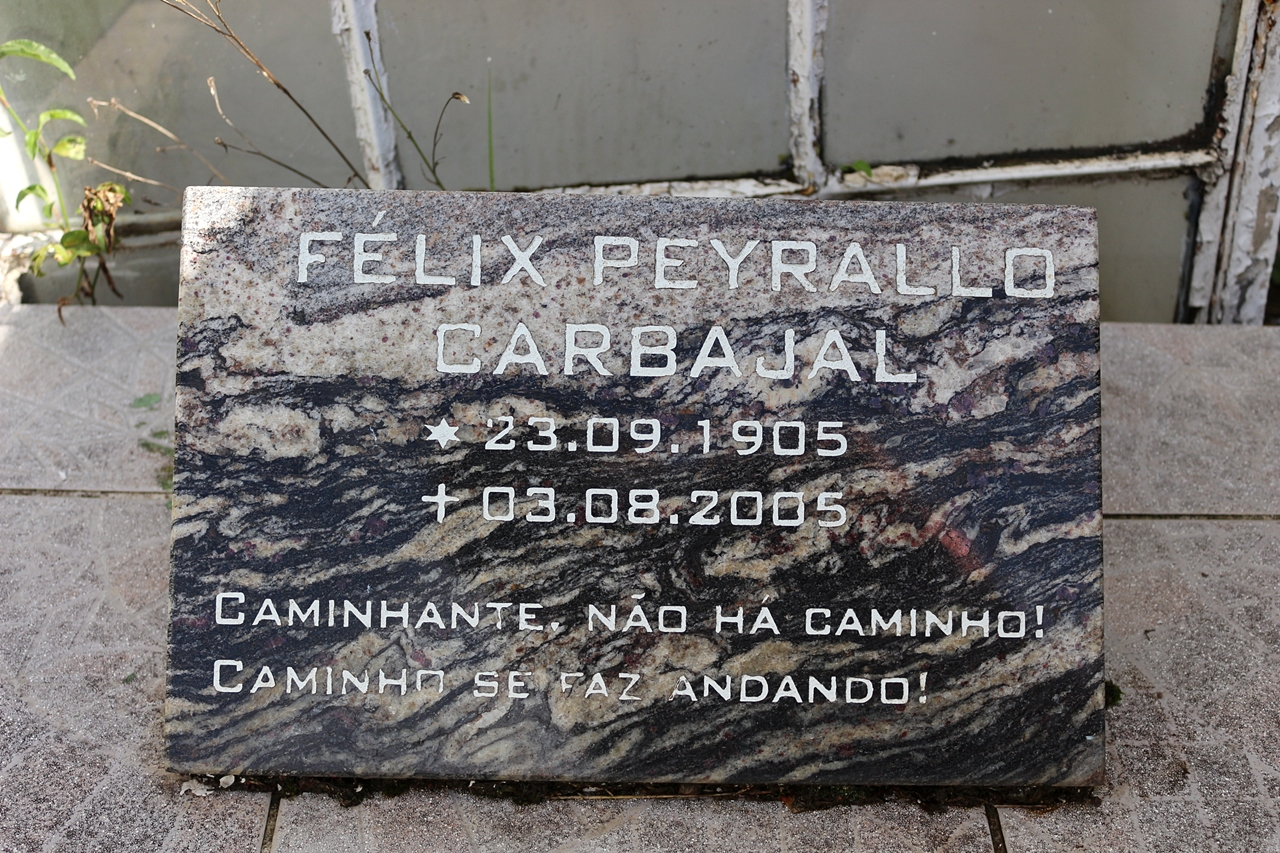 FÉLIX PEYRALLO
CARBAJAL
★ 23.09.1905
✝ 03.08.2005
CAMINHANTE, NÃO HÁ CAMINHO!
CAMINHO SE FAZ ANDANDO!